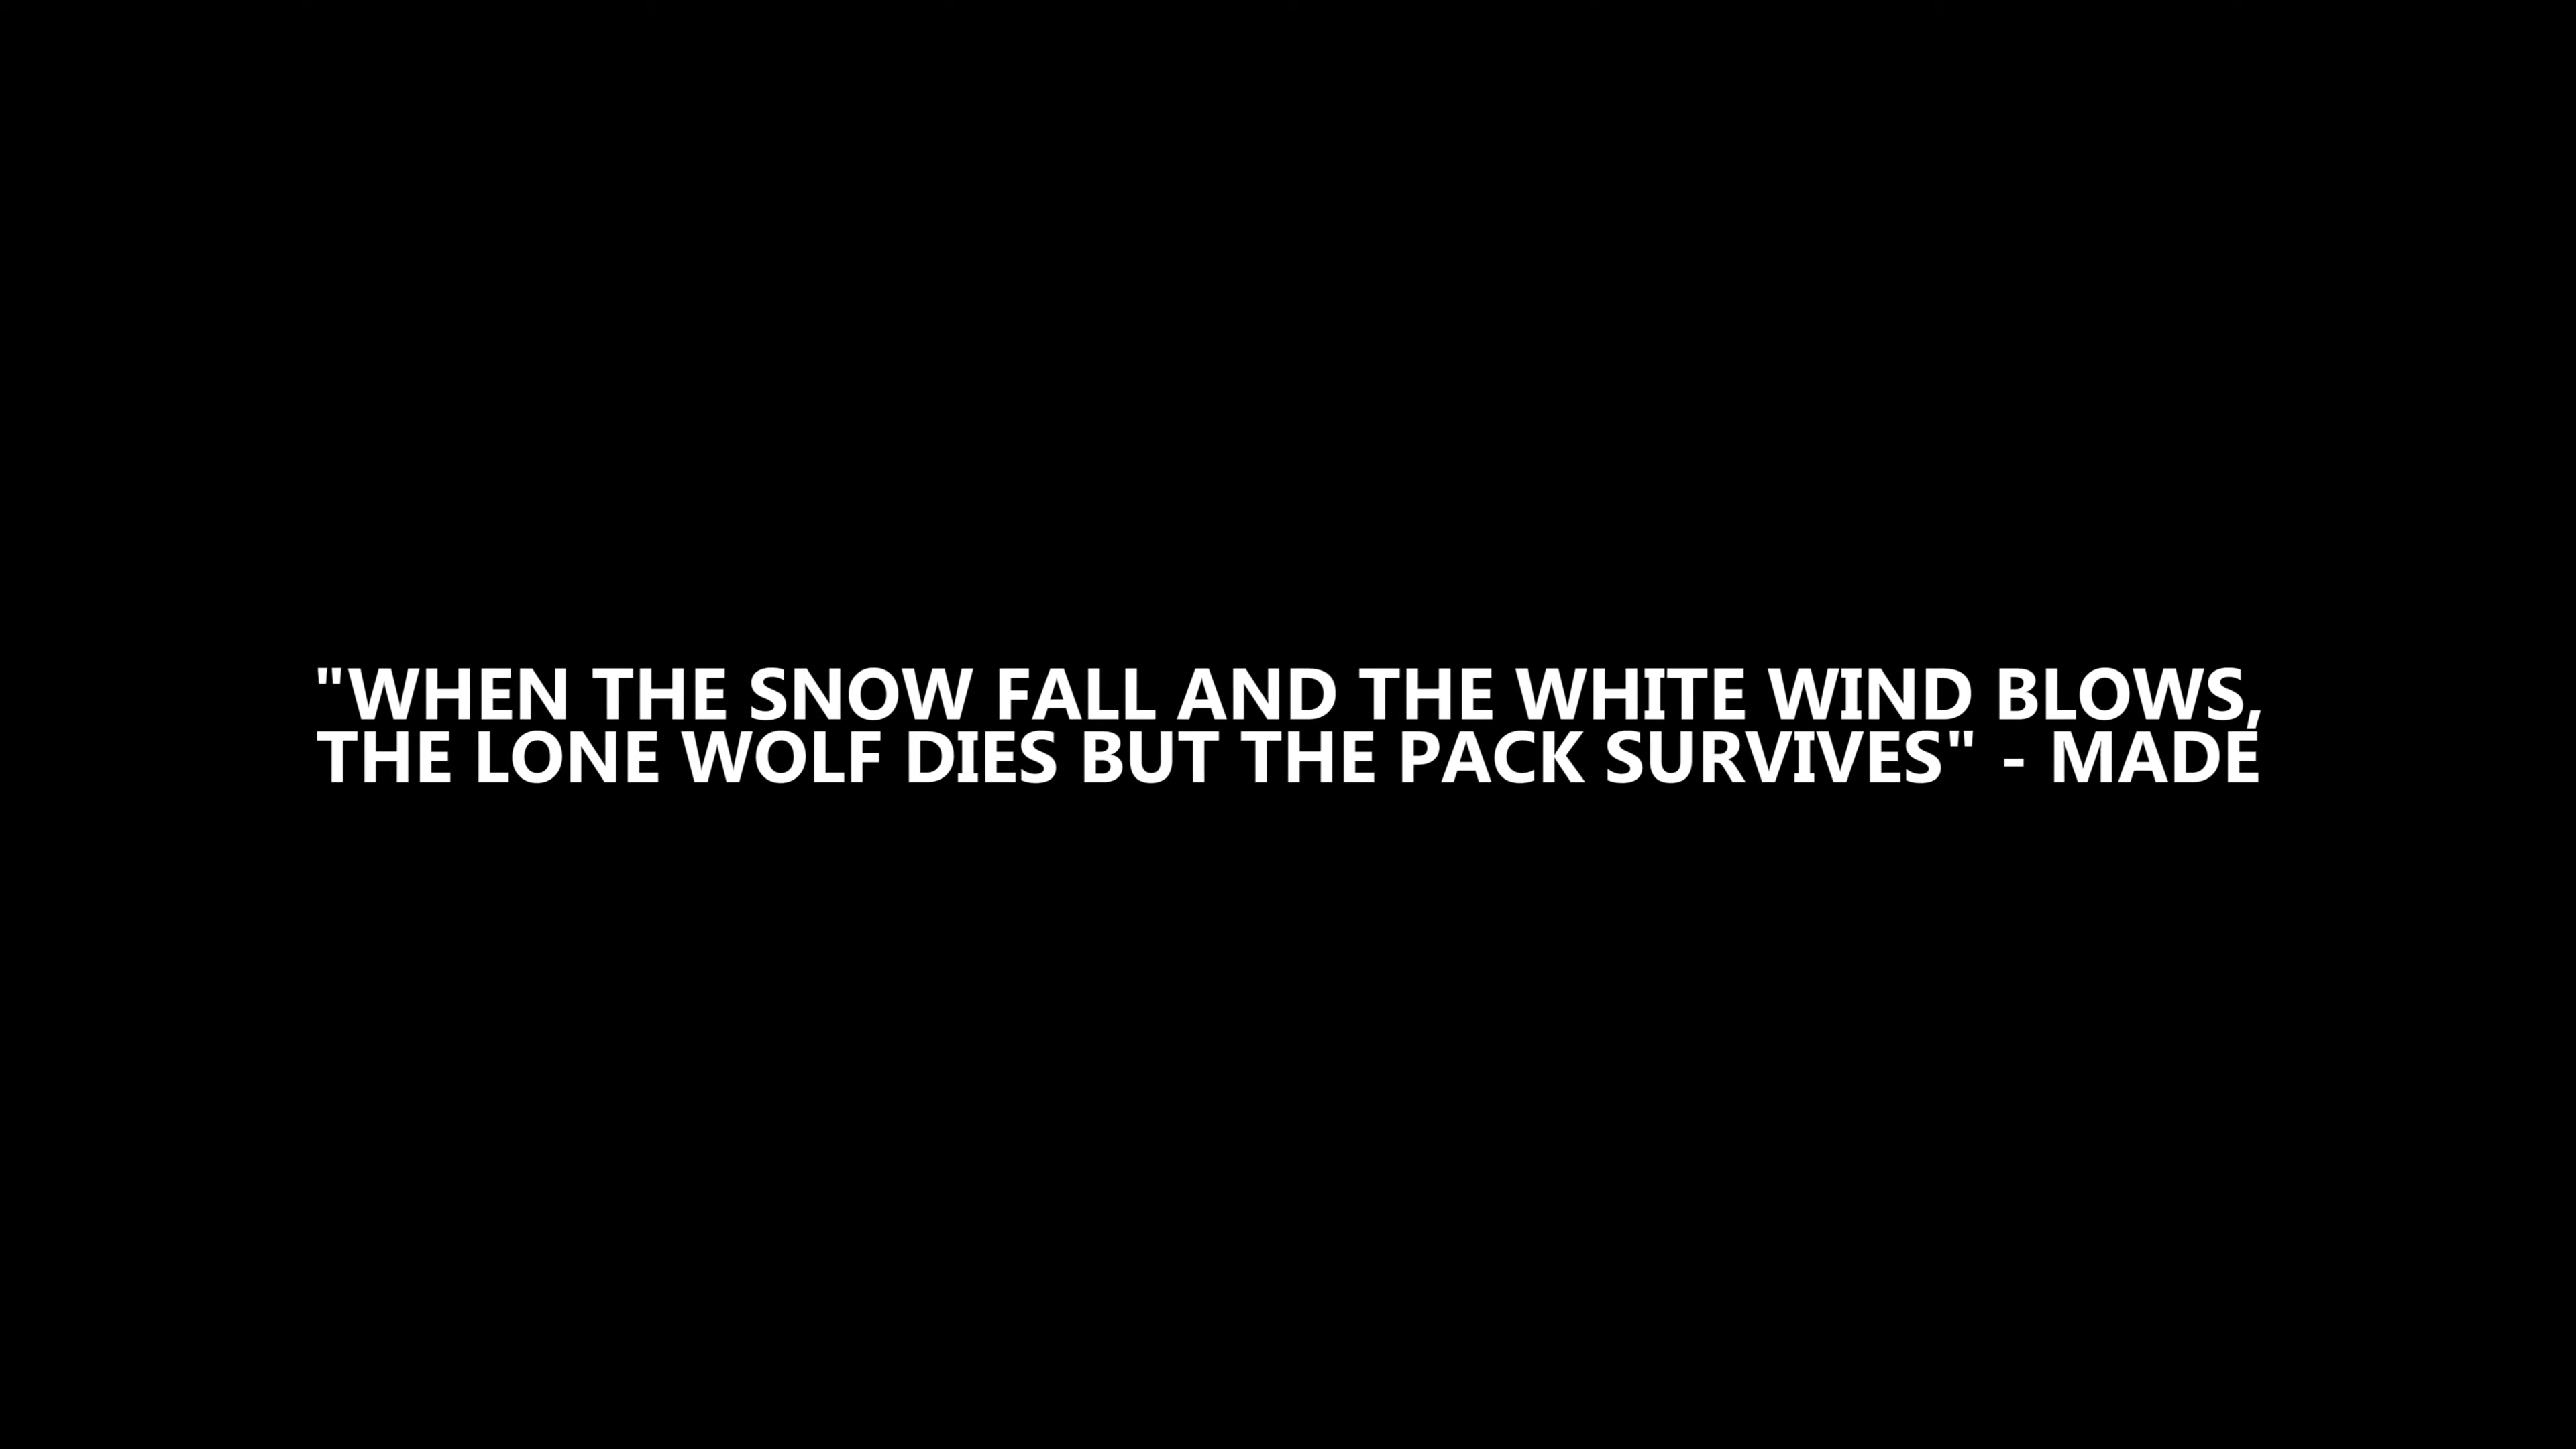 "WHEN THE SNOW FALL AND THE WHITE WIND BLOWS,
THE LONE WOLF DIES BUT THE PACK SURVIVES" - MADE